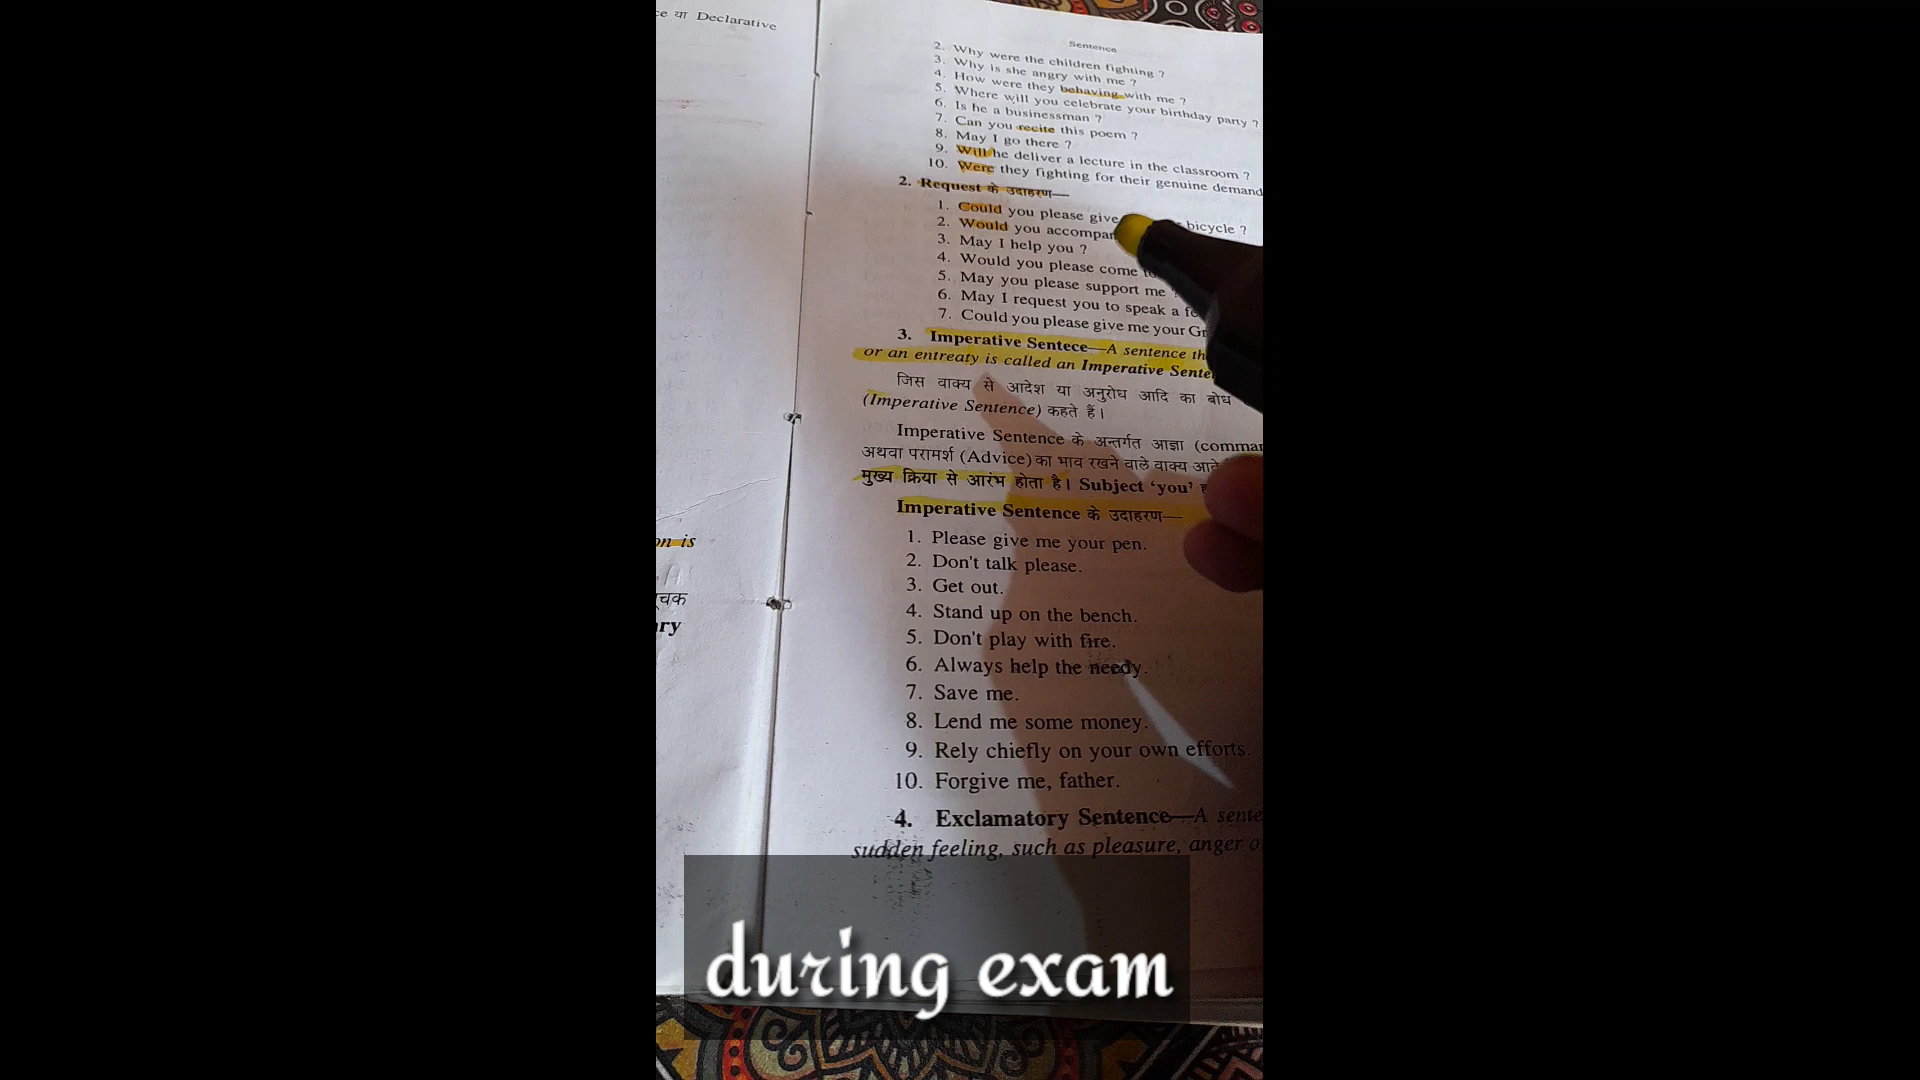 ce या Declarative
on is
सूचक
ry
Sentence
2. Why were the children fighting ?
3. Why is she angry with me ?
4. How were they behaving with me ?
5. Where will you celebrate your birthday party ?
6. Is he a businessman ?
7. Can you recite this poem ?
8. May I go there ?
9. Will he deliver a lecture in the classroom ?
10. Were they fighting for their genuine demand
2. Request के उदाहरण—
1. Could you please give bicycle ?
2. Would you accompan
3. May I help you ?
4. Would you please come to
5. May you please support me
6. May I request you to speak a fe
7. Could you please give me your Gr
3. Imperative Sentece—A sentence th
or an entreaty is called an Imperative Sente
जिस वाक्य से आदेश या अनुरोध आदि का बोध
(Imperative Sentence) कहते हैं।
Imperative Sentence के अन्तर्गत आज्ञा (comman
अथवा परामर्श (Advice) का भाव रखने वाले वाक्य आते
मुख्य क्रिया से आरंभ होता है। Subject ‘you’
Imperative Sentence के उदाहरण—
1. Please give me your pen.
2. Don't talk please.
3. Get out.
4. Stand up on the bench.
5. Don't play with fire.
6. Always help the needy.
7. Save me.
8. Lend me some money.
9. Rely chiefly on your own efforts.
10. Forgive me, father.
4. Exclamatory Sentence—A sente
sudden feeling, such as pleasure, anger o
during exam